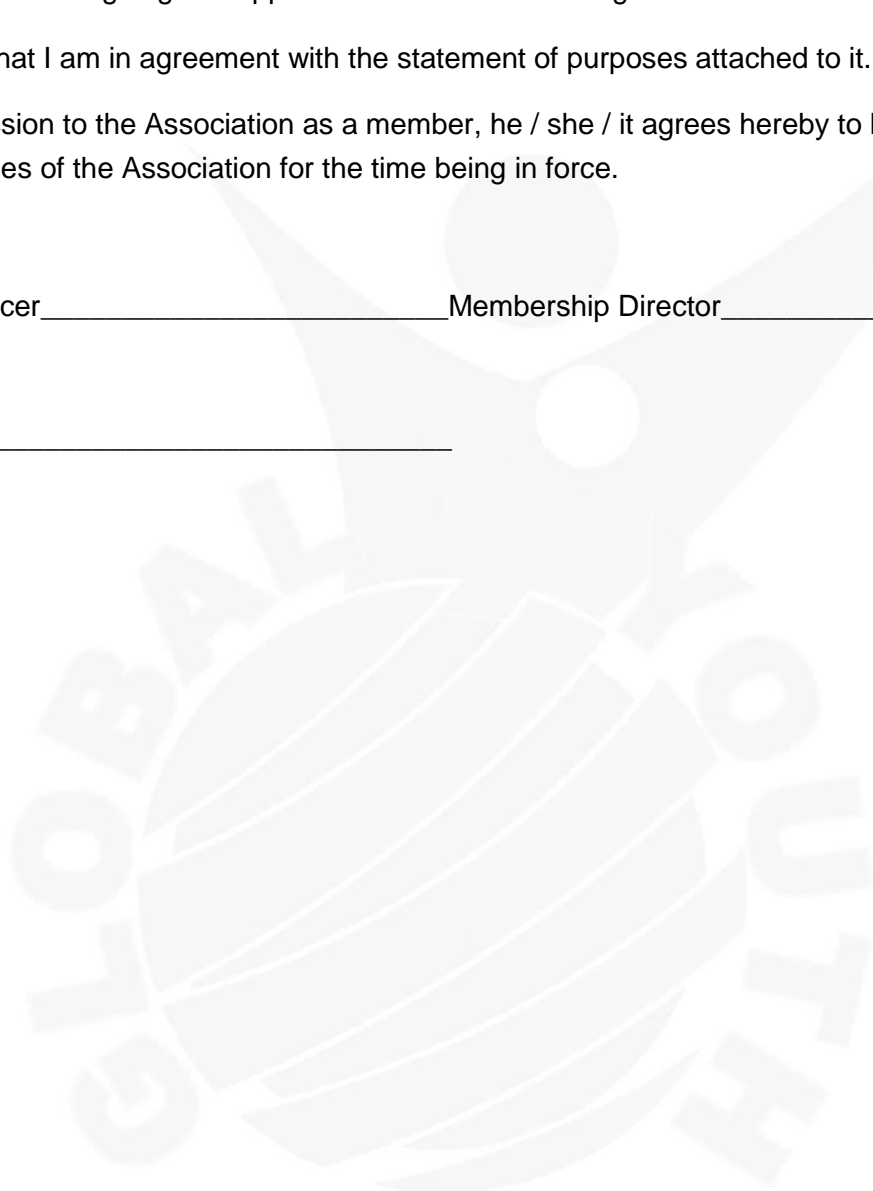 hat I am in agreement with the statement of purposes attached to it.
sion to the Association as a member, he / she / it agrees hereby to
es of the Association for the time being in force.
cer_________________________Membership Director__________
____________________________
GLOBAL YOUTH